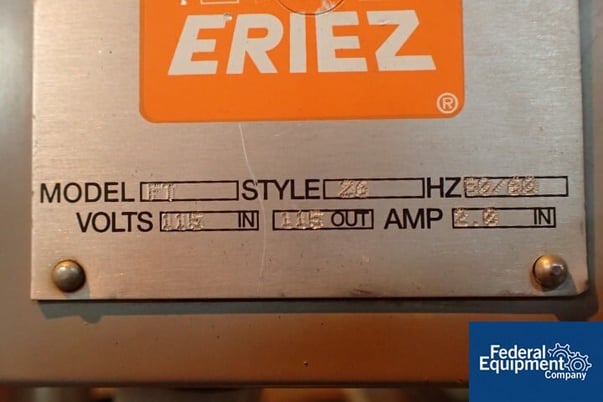 ERIEZ
®
MODEL FT STYLE 26 HZ 50/60
VOLTS 115 IN 115 OUT AMP 2.0 IN
Federal
Equipment
Company